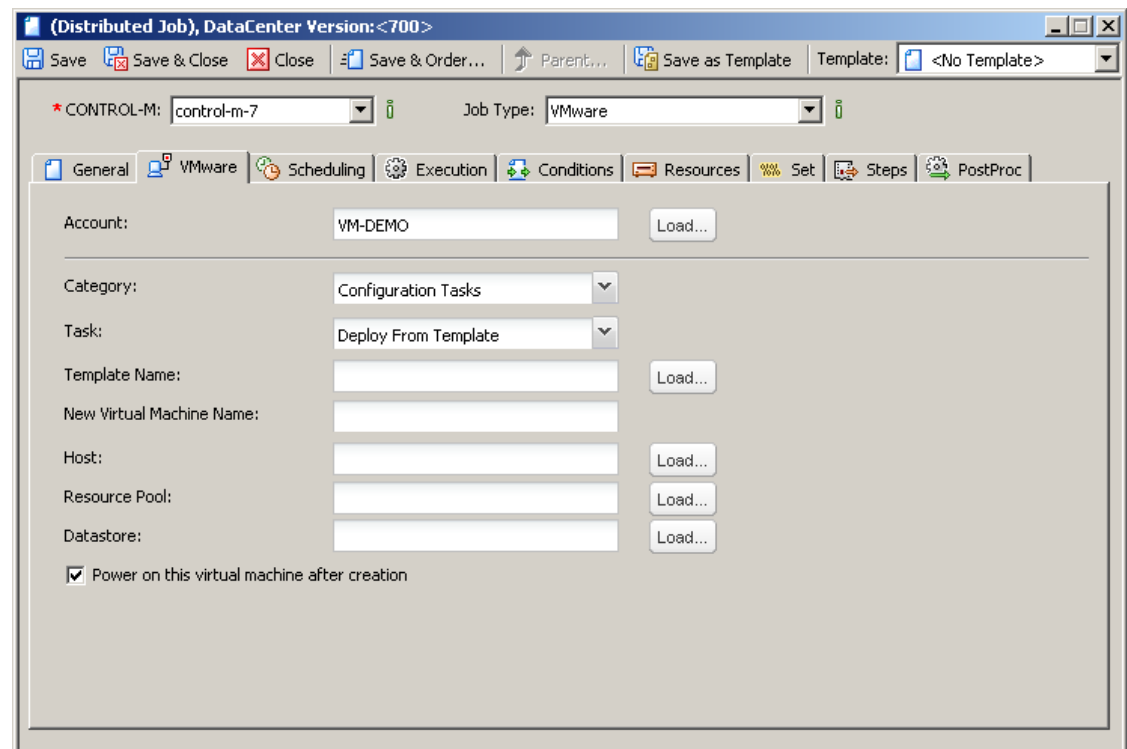 (Distributed Job), DataCenter Version:<700>
Save Save & Close Close Save & Order... Parent... Save as Template Template: <No Template>
* CONTROL-M: control-m-7 Job Type: VMware
General VMware Scheduling Execution Conditions Resources %% Set Steps PostProc
Account: VM-DEMO Load...
Category: Configuration Tasks
Task: Deploy From Template
Template Name: Load...
New Virtual Machine Name:
Host: Load...
Resource Pool: Load...
Datastore: Load...
Power on this virtual machine after creation